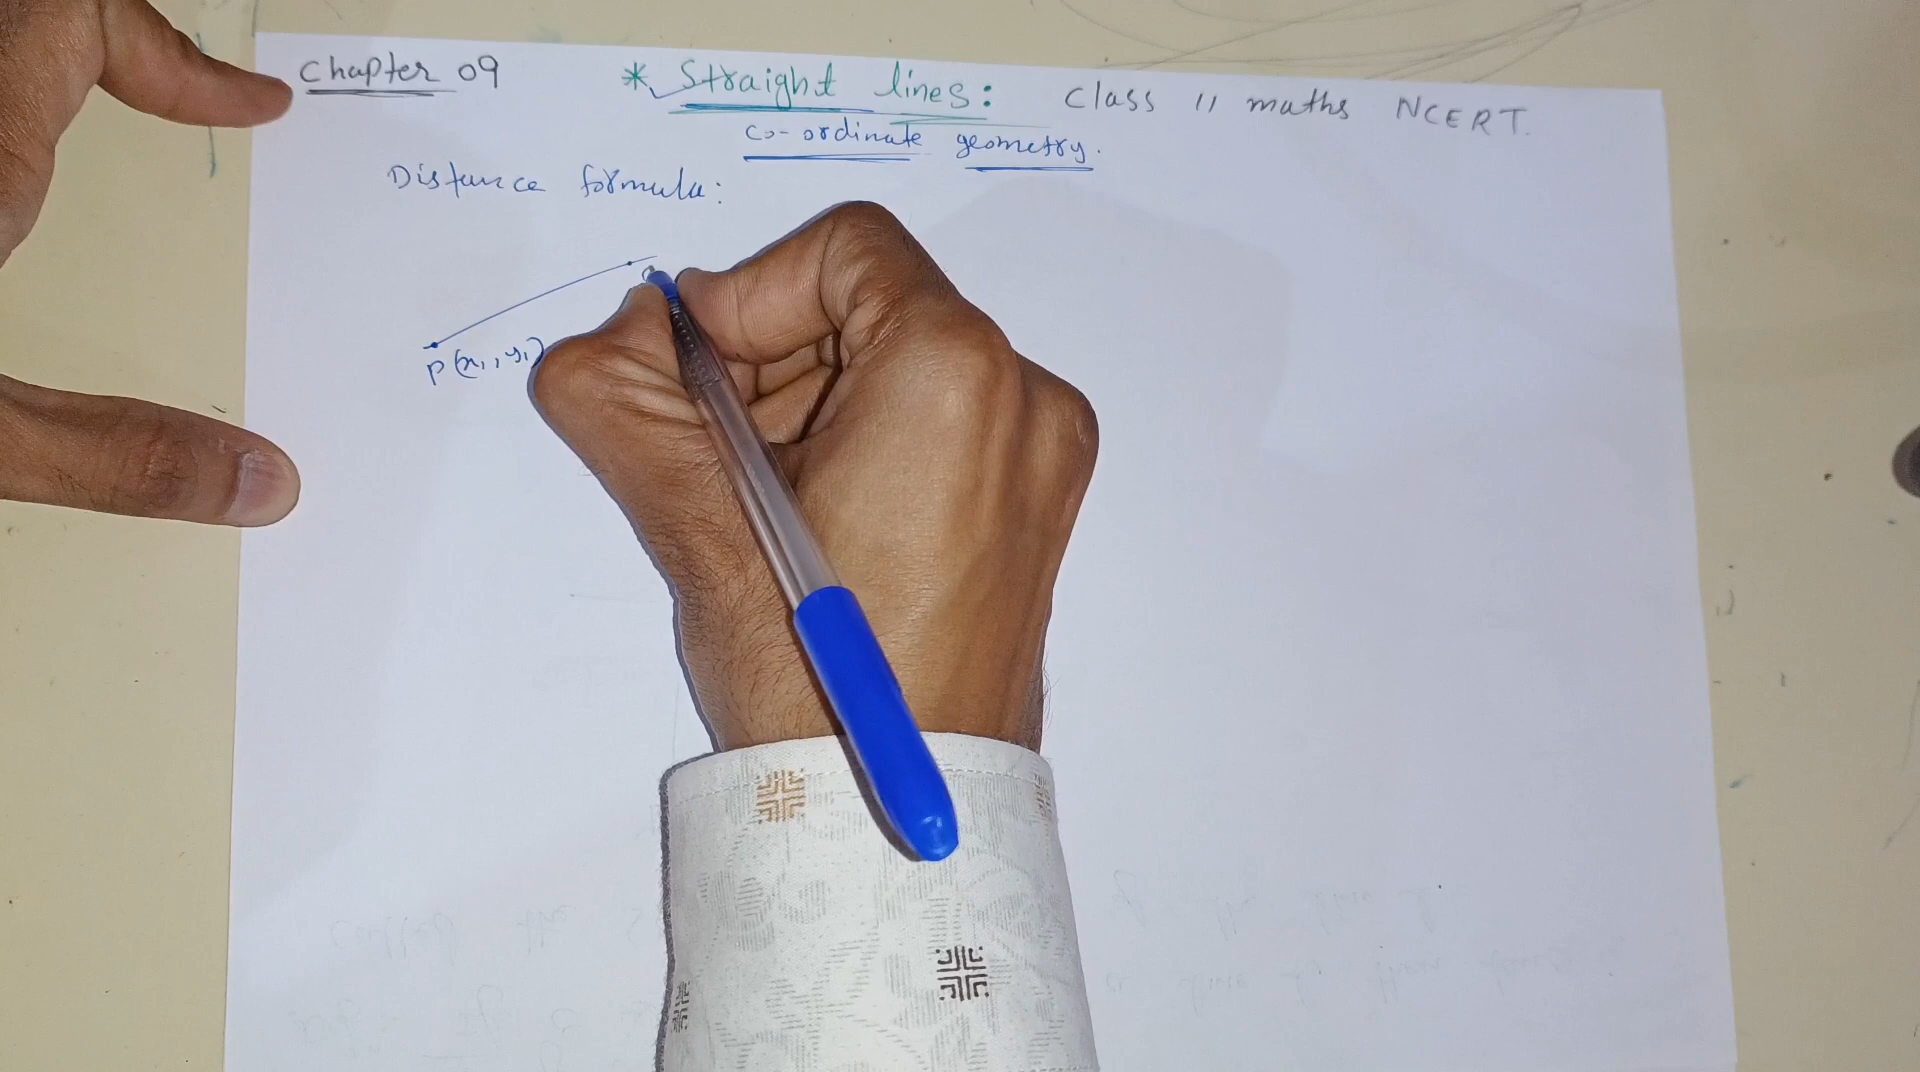 Chapter 09 * Straight lines: Class 11 maths NCERT.
Co-ordinate geometry.
Distance formula:
P(x₁, y₁)